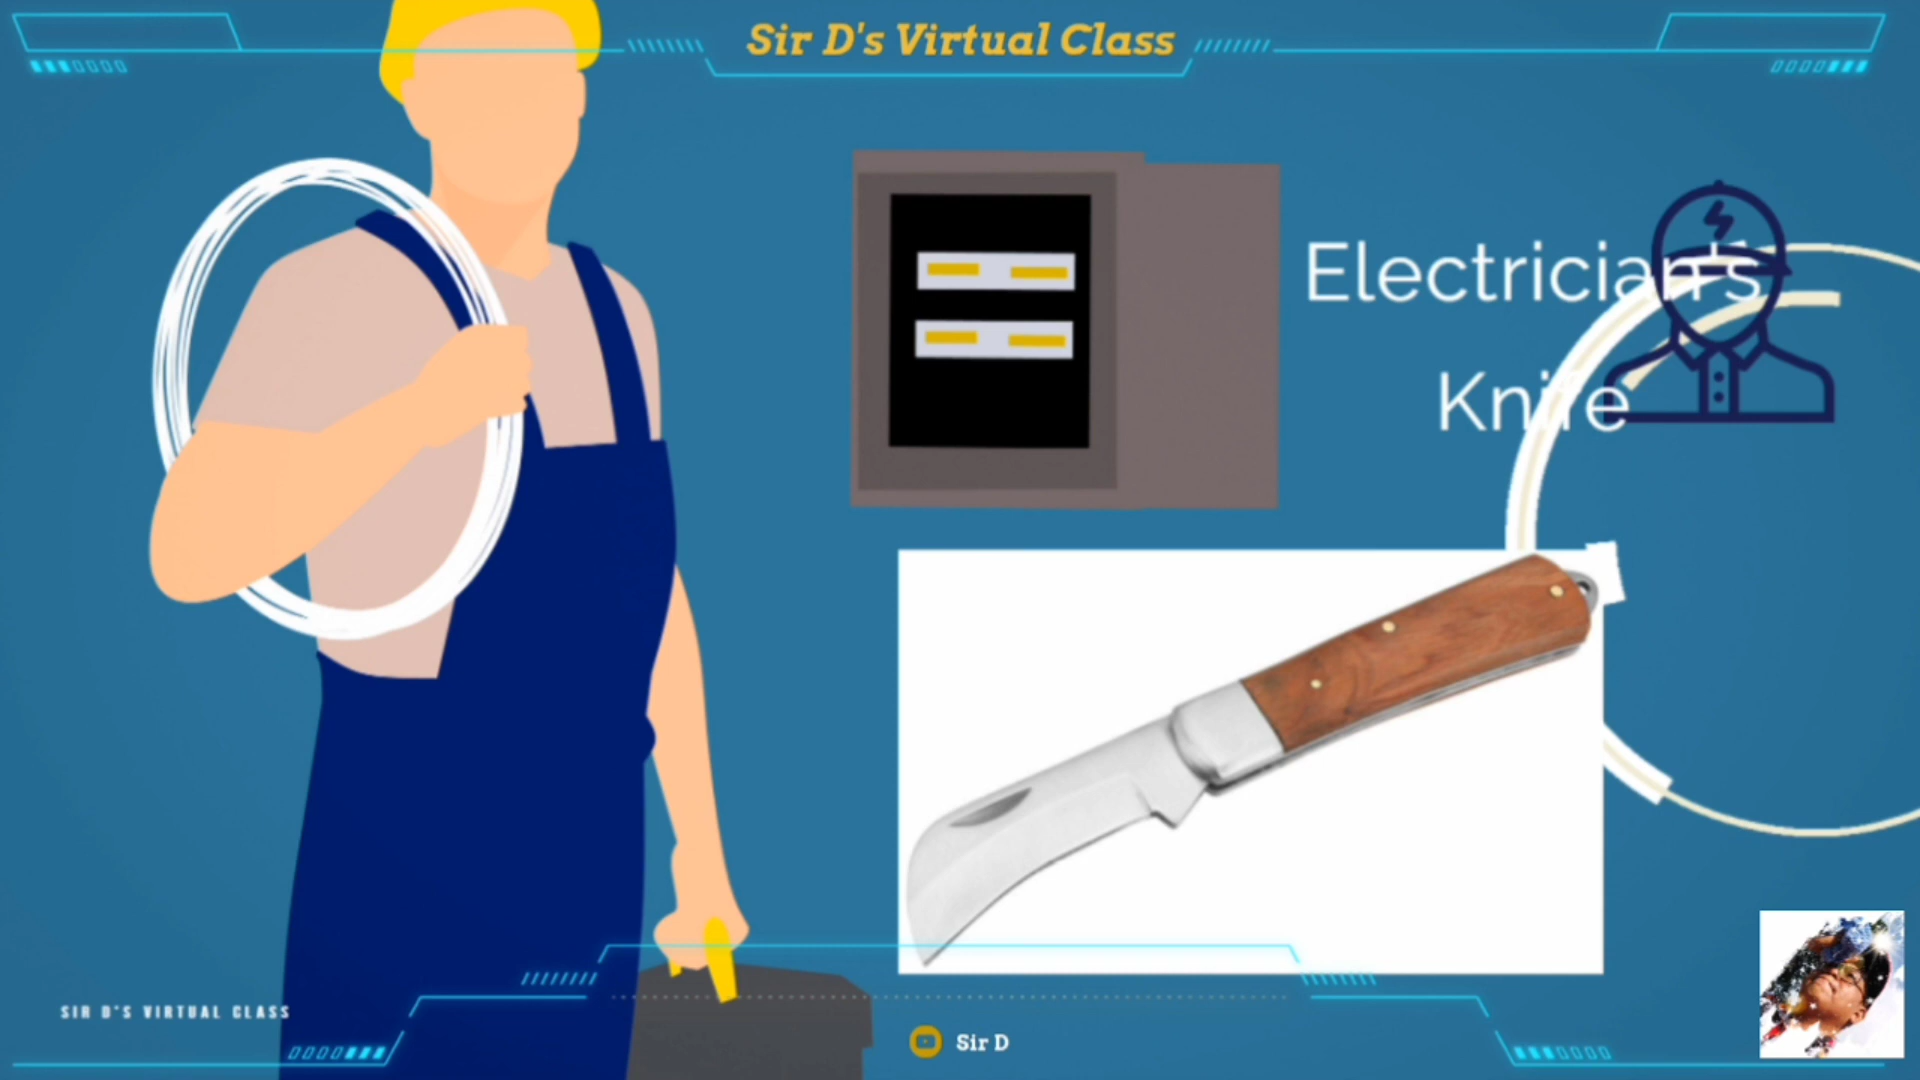 Sir D's Virtual Class
Electrician's
Knife
SIR D'S VIRTUAL CLASS
Sir D